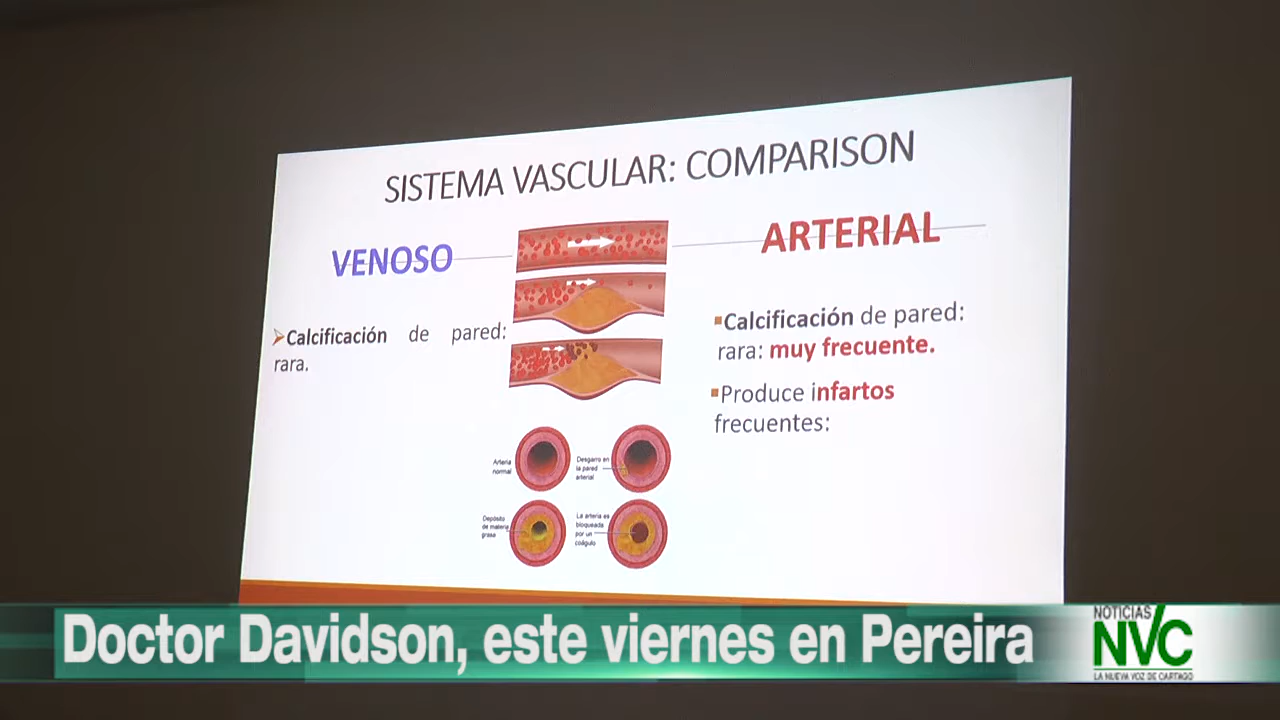 SISTEMA VASCULAR: COMPARISON
VENOSO
ARTERIAL
➢Calcificación de pared:
rara.
▪Calcificación de pared:
rara: muy frecuente.
▪Produce infartos
frecuentes:
Arteria
normal
Desgarro en
la pared
arterial
Depósito
de materia
grasa
La arteria es
bloqueada
por un
coágulo
Doctor Davidson, este viernes en Pereira
NOTICIAS
NVC
LA NUEVA VOZ DE CARTAGO